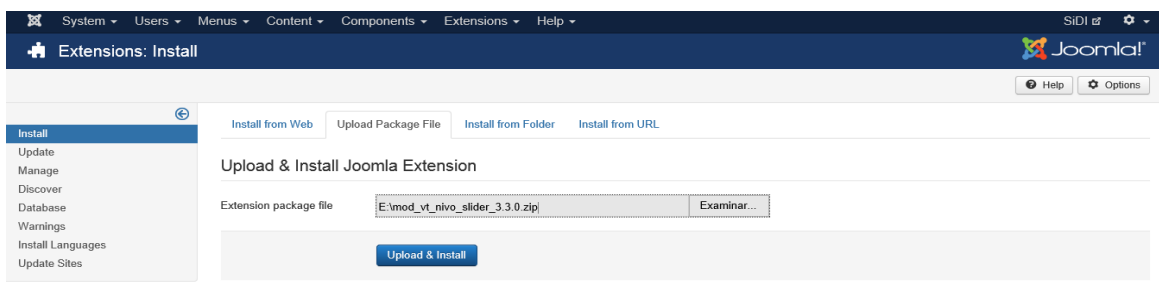 System Users Menus Content Components Extensions Help SiDI
Extensions: Install Joomla!®
Help Options
Install from Web Upload Package File Install from Folder Install from URL
Install
Update
Manage
Discover
Database
Warnings
Install Languages
Update Sites
Upload & Install Joomla Extension
Extension package file E:\mod_vt_nivo_slider_3.3.0.zip Examinar...
Upload & Install